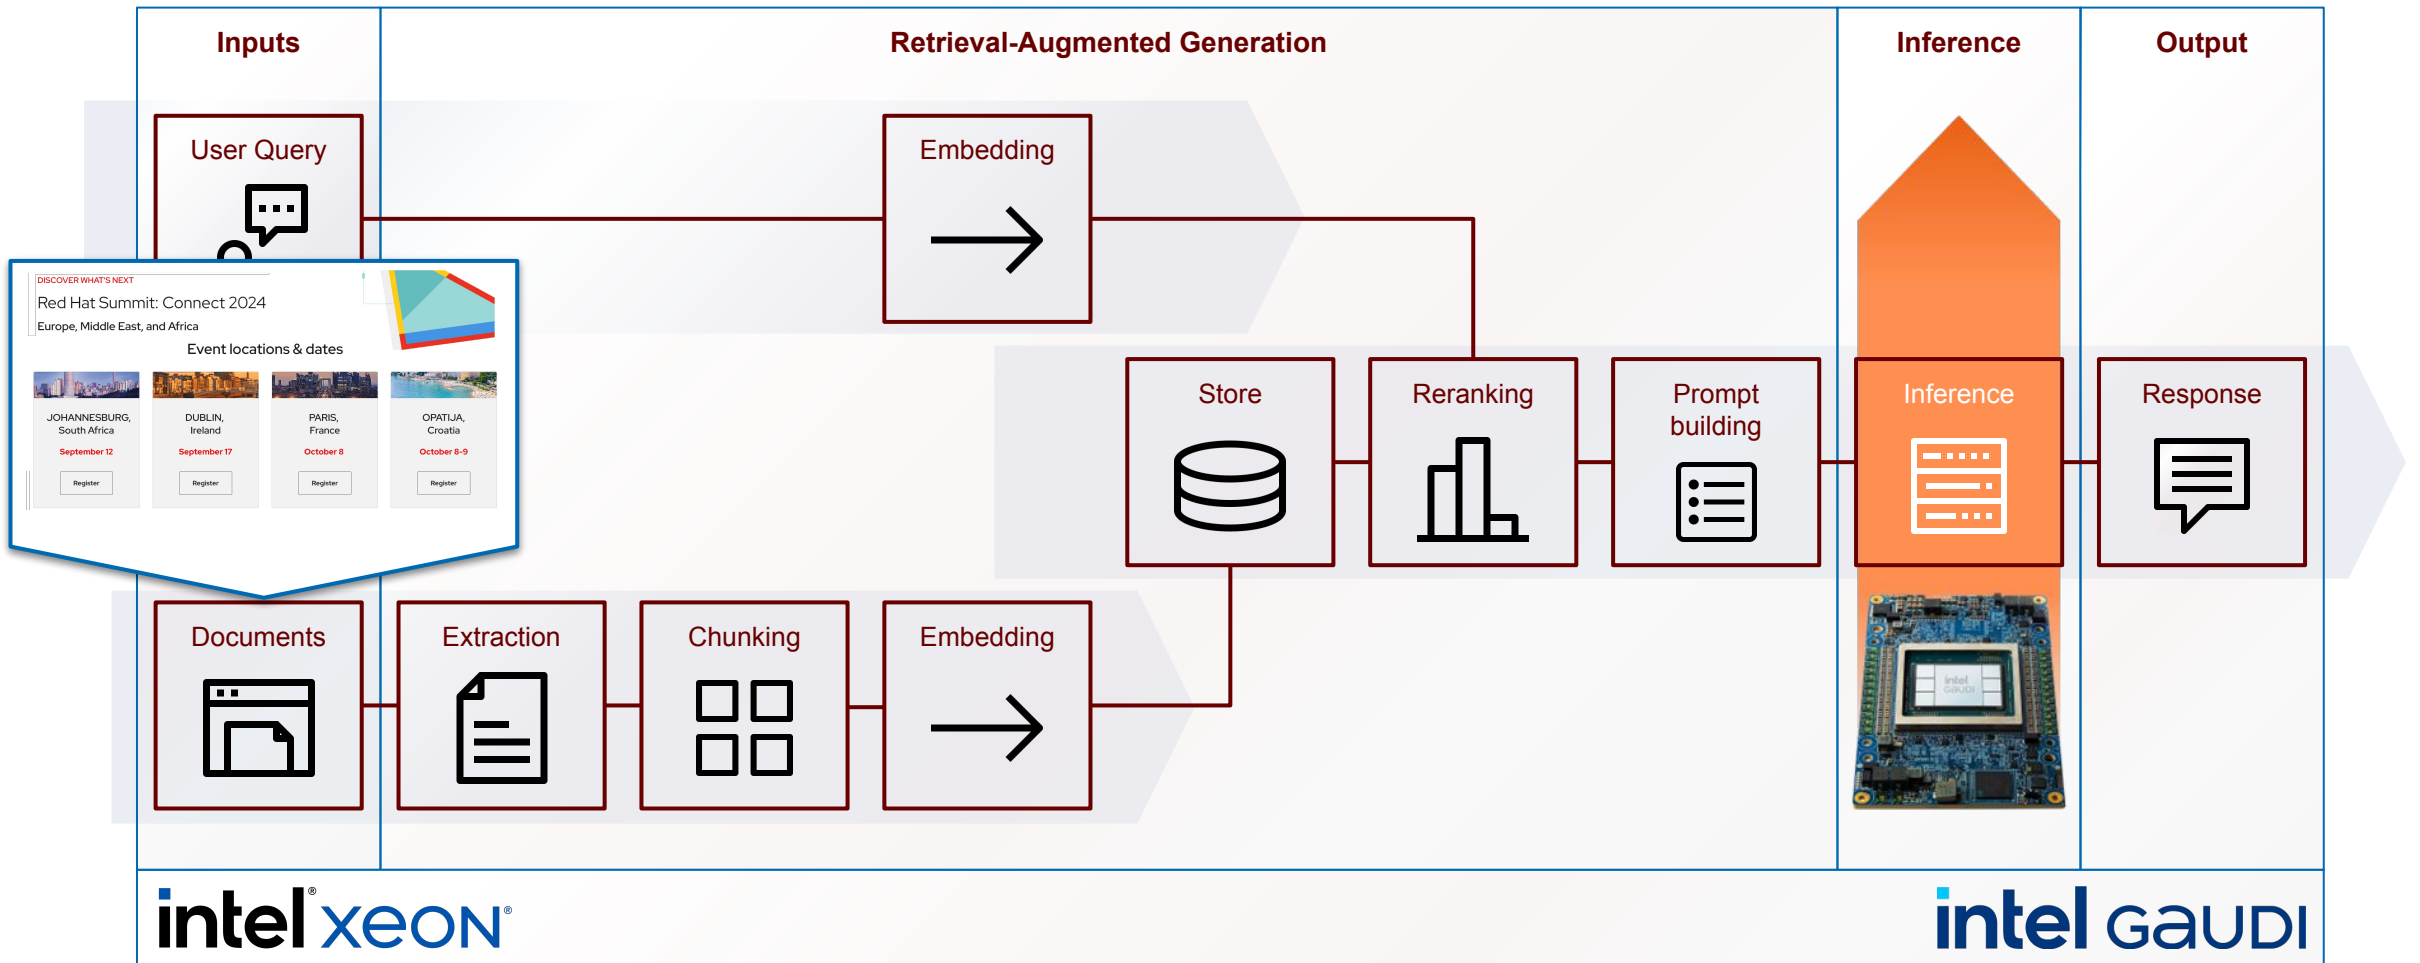 Inputs
Retrieval-Augmented Generation
Inference
Output
User Query
Embedding
DISCOVER WHAT'S NEXT
Red Hat Summit: Connect 2024
Europe, Middle East, and Africa
Event locations & dates
JOHANNESBURG,
South Africa
September 12
Register
DUBLIN,
Ireland
September 17
Register
PARIS,
France
October 8
Register
OPATIJA,
Croatia
October 8-9
Register
Store
Reranking
Prompt
building
Inference
Response
Documents
Extraction
Chunking
Embedding
intel
GAUDI
intel® xeon®
intel GAUDI